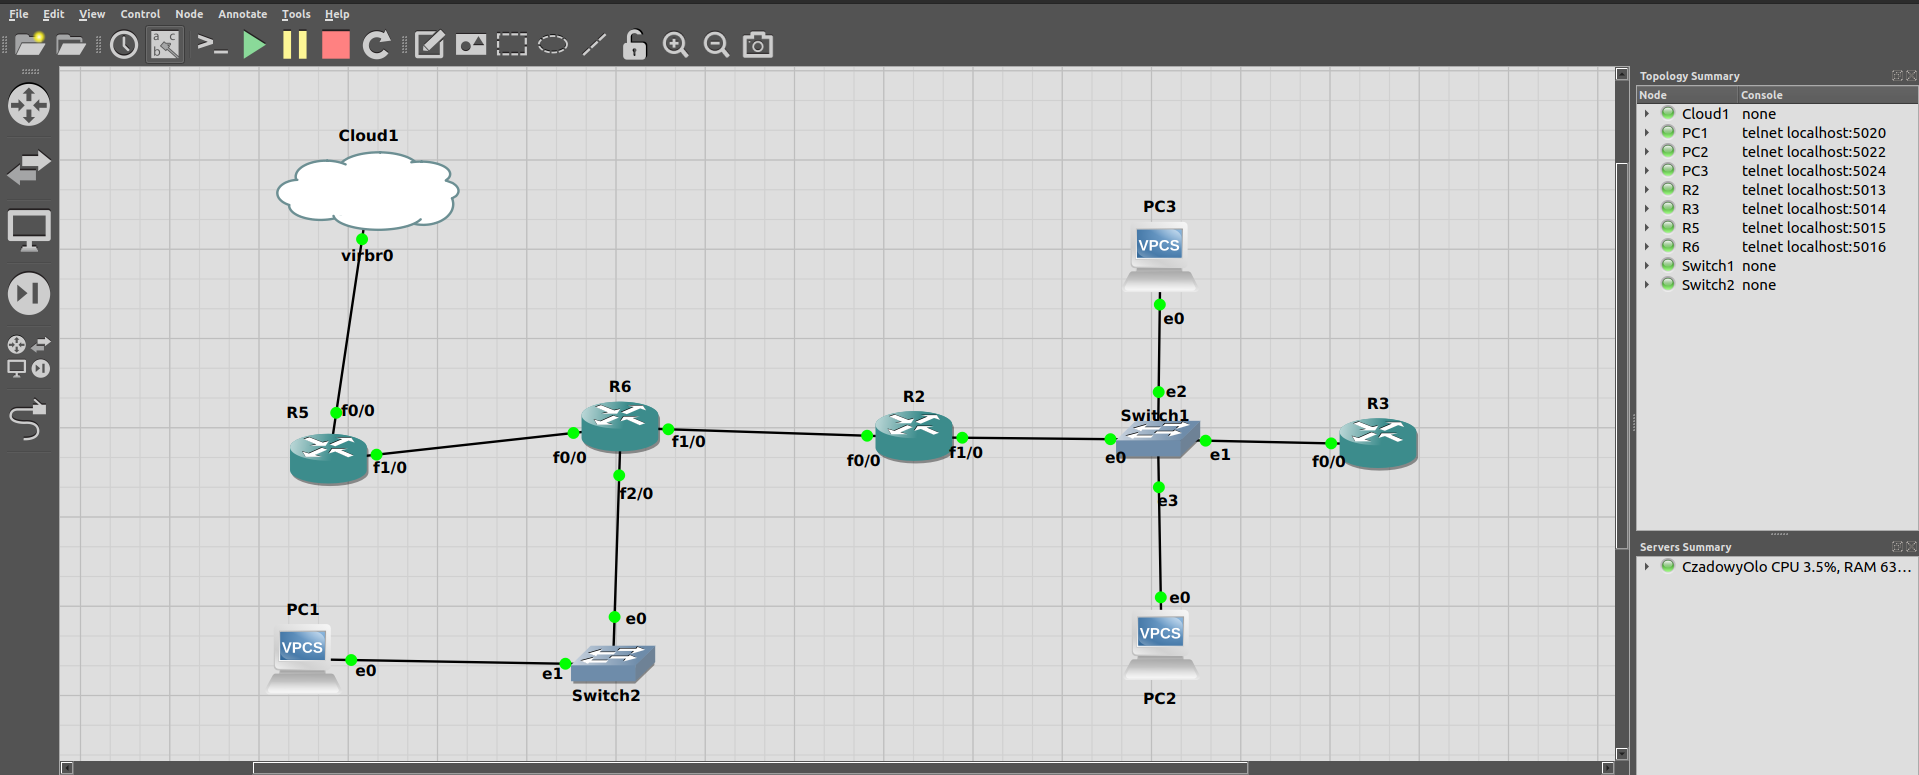 File Edit View Control Node Annotate Tools Help
a c
b
>_
Topology Summary
Node Console
Cloud1 none
PC1 telnet localhost:5020
PC2 telnet localhost:5022
PC3 telnet localhost:5024
R2 telnet localhost:5013
R3 telnet localhost:5014
R5 telnet localhost:5015
R6 telnet localhost:5016
Switch1 none
Switch2 none
Servers Summary
CzadowyOlo CPU 3.5%, RAM 63...
Cloud1
virbr0
PC3
VPCS
e0
e2
R5
f0/0
f1/0
R6
f0/0
f1/0
f2/0
R2
f0/0
f1/0
Switch1
e0
e1
e3
R3
f0/0
PC1
VPCS
e0
e0
e1
Switch2
e0
VPCS
PC2